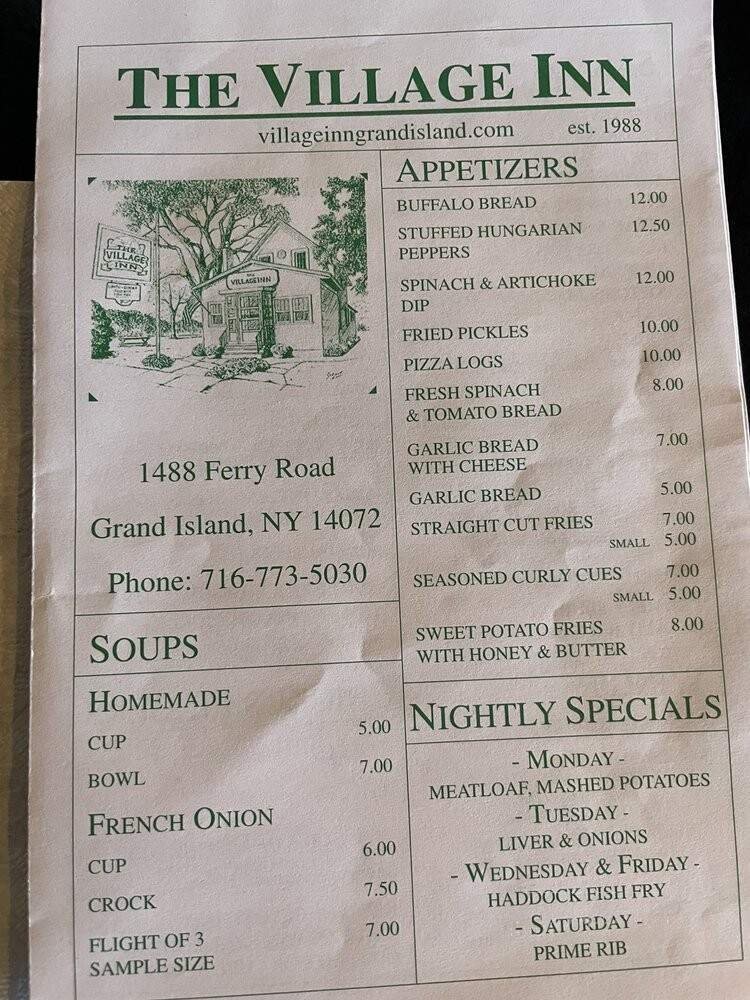 THE VILLAGE INN
villageinngrandisland.com est. 1988
THE
VILLAGE
INN
THE
VILLAGE INN
1488 Ferry Road
Grand Island, NY 14072
Phone: 716-773-5030
SOUPS
HOMEMADE
CUP 5.00
BOWL 7.00
FRENCH ONION
CUP 6.00
CROCK 7.50
FLIGHT OF 3 7.00
SAMPLE SIZE
APPETIZERS
BUFFALO BREAD 12.00
STUFFED HUNGARIAN 12.50
PEPPERS
SPINACH & ARTICHOKE 12.00
DIP
FRIED PICKLES 10.00
PIZZA LOGS 10.00
FRESH SPINACH 8.00
& TOMATO BREAD
GARLIC BREAD 7.00
WITH CHEESE
GARLIC BREAD 5.00
STRAIGHT CUT FRIES 7.00
SMALL 5.00
SEASONED CURLY CUES 7.00
SMALL 5.00
SWEET POTATO FRIES 8.00
WITH HONEY & BUTTER
NIGHTLY SPECIALS
- MONDAY -
MEATLOAF, MASHED POTATOES
- TUESDAY -
LIVER & ONIONS
- WEDNESDAY & FRIDAY -
HADDOCK FISH FRY
- SATURDAY -
PRIME RIB